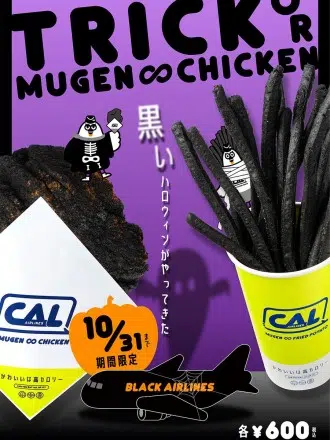 TRICK OR
MUGEN∞CHICKEN
黒い
ハロウィンがやってきた
CAL
AIRLINES
MUGEN ∞ CHICKEN
かわいいは高カロリー
CAL
AIRLINES
MUGEN ∞ FRIED POTATO
かわいいは高カロリー
10/31まで
期間限定
BLACK AIRLINES
各¥600